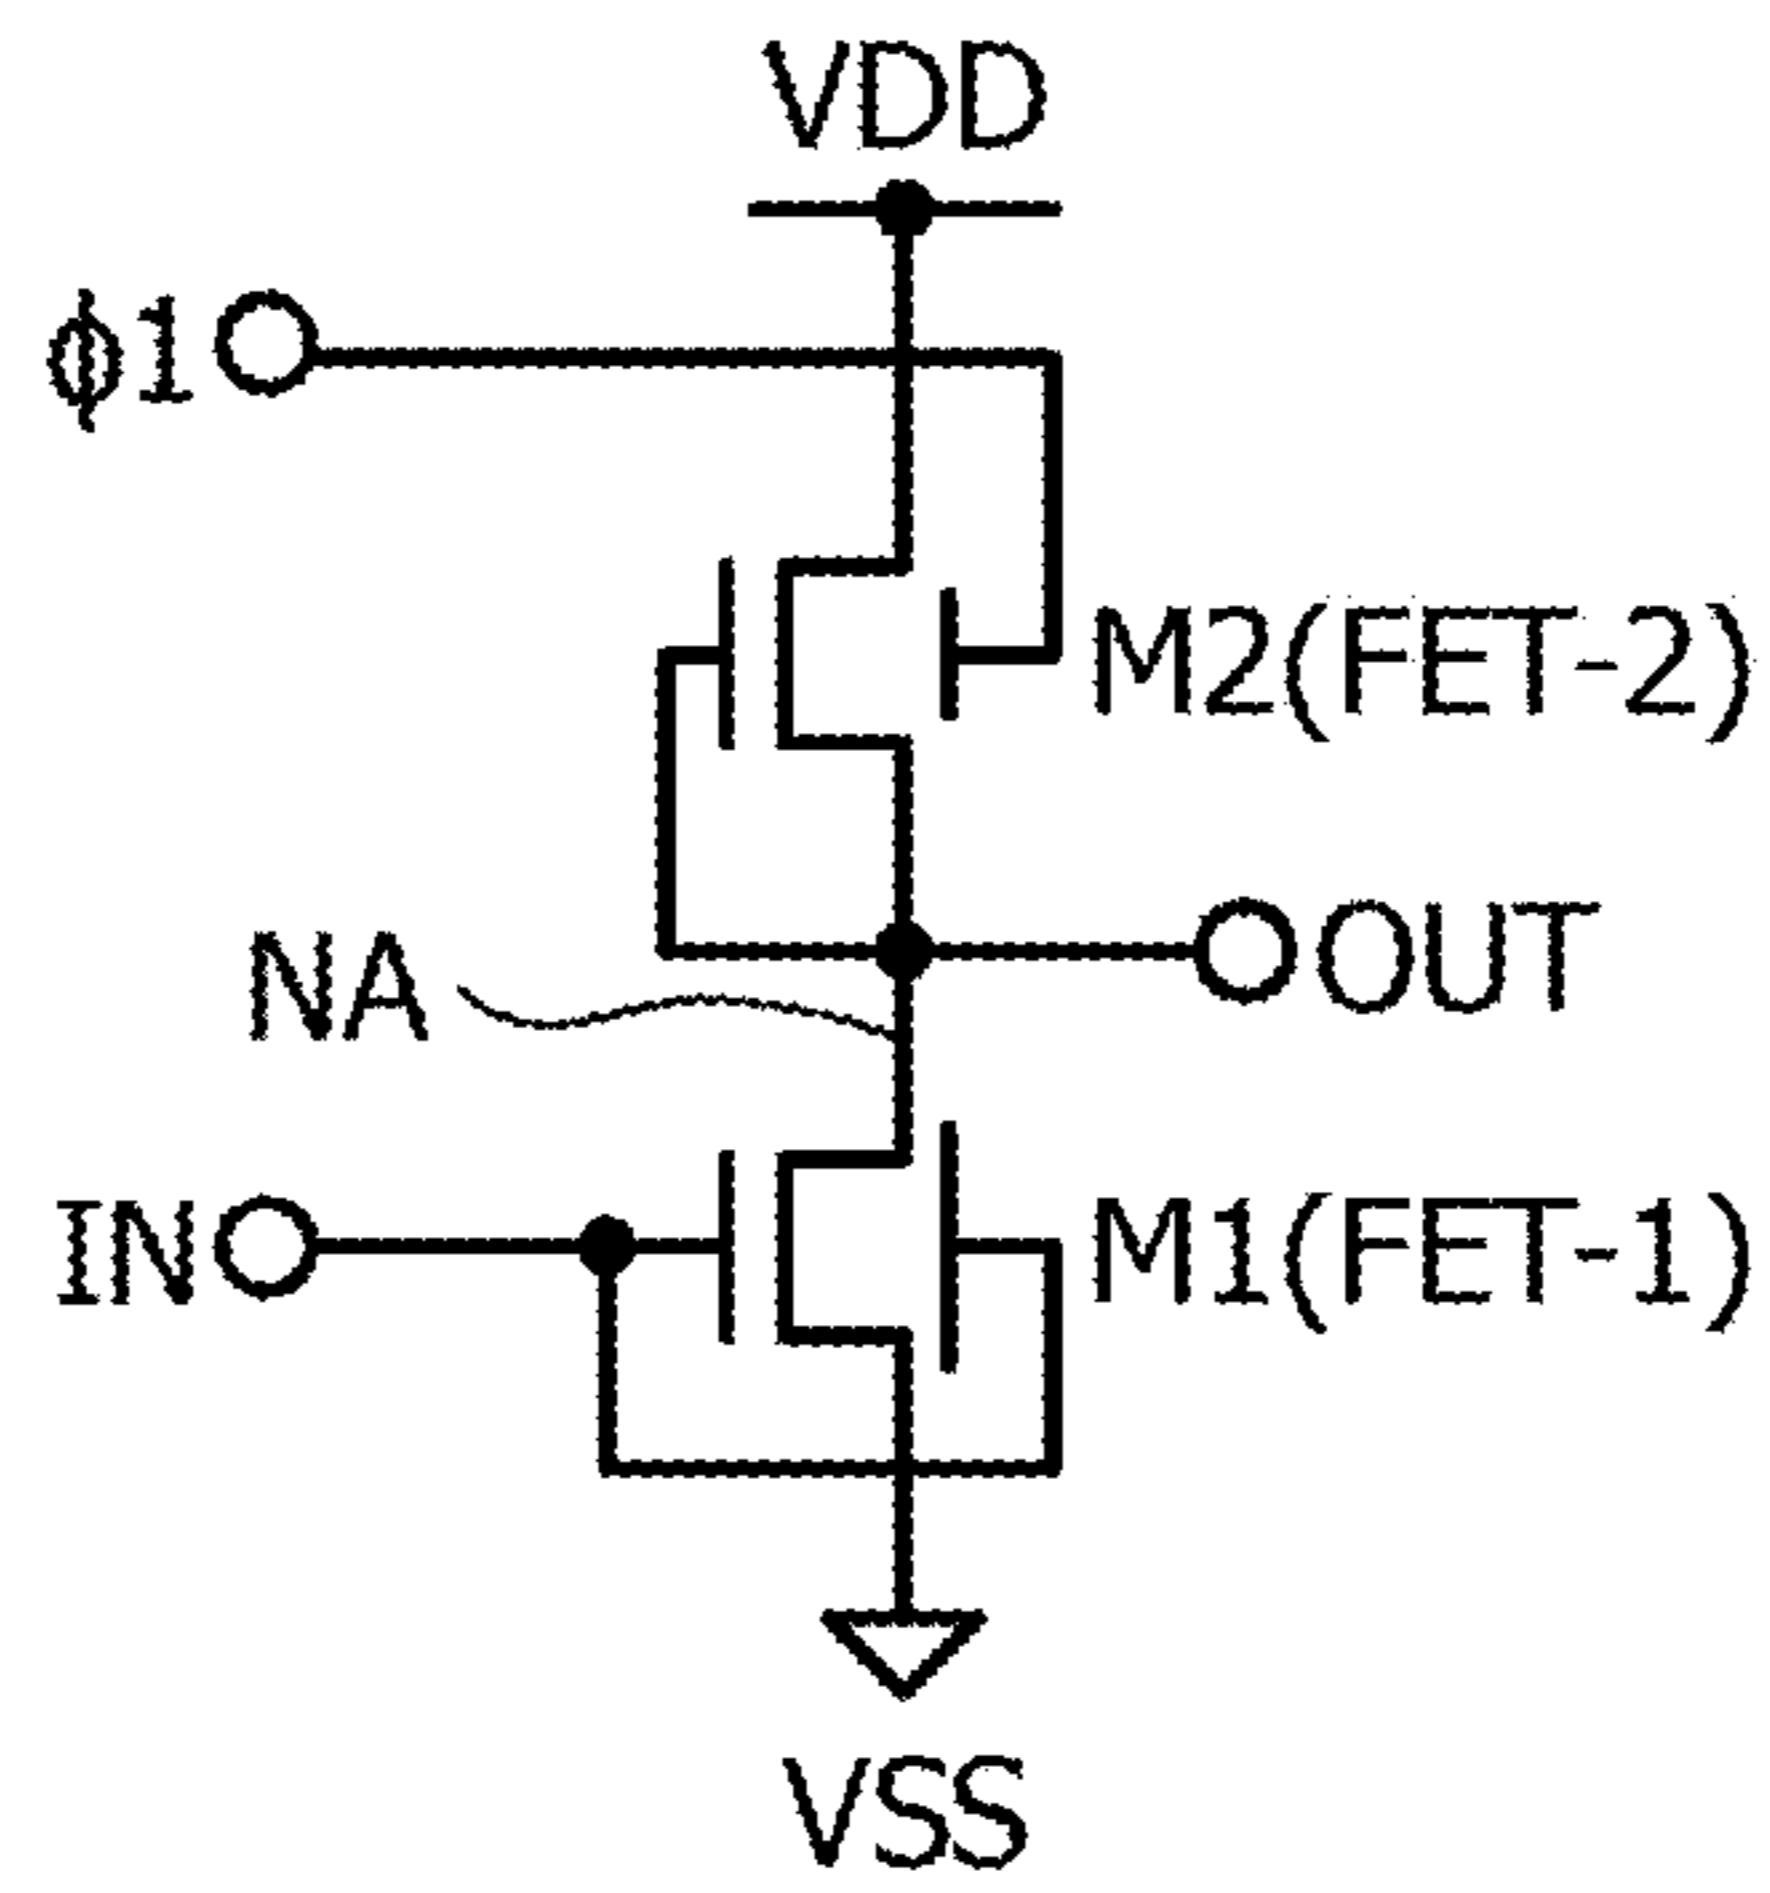 VDD
ϕ1
M2(FET-2)
OUT
NA
IN
M1(FET-1)
VSS